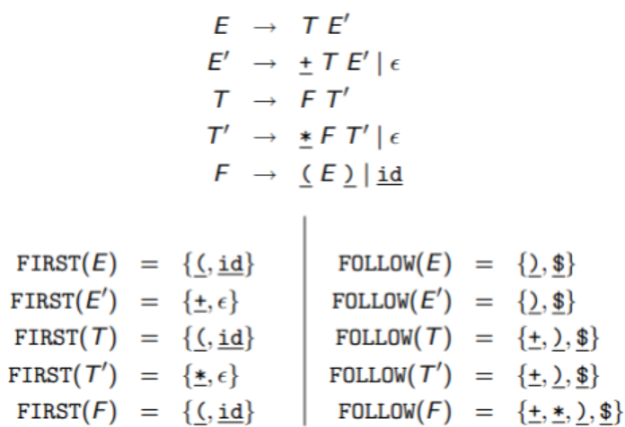 E → T E′
E′ → + T E′ | ϵ
T → F T′
T′ → * F T′ | ϵ
F → ( E ) | id
FIRST(E) = {(, id}
FIRST(E′) = {+, ϵ}
FIRST(T) = {(, id}
FIRST(T′) = {*, ϵ}
FIRST(F) = {(, id}
FOLLOW(E) = {), $}
FOLLOW(E′) = {), $}
FOLLOW(T) = {+, ), $}
FOLLOW(T′) = {+, ), $}
FOLLOW(F) = {+, *, ), $}